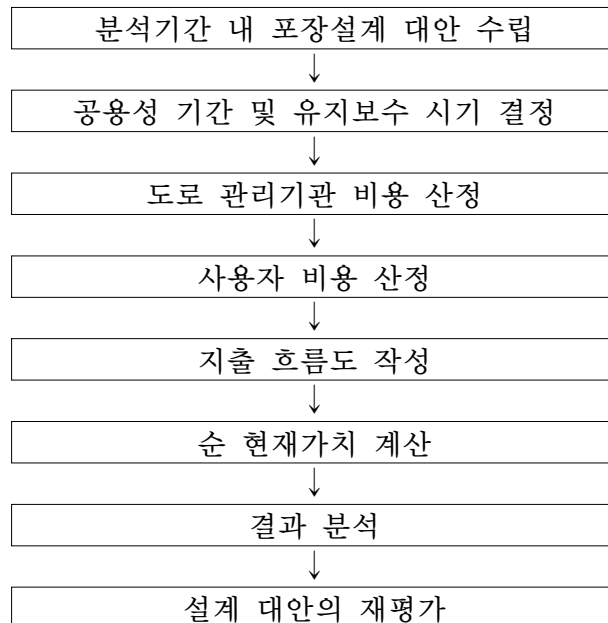 분석기간 내 포장설계 대안 수립
↓
공용성 기간 및 유지보수 시기 결정
↓
도로 관리기관 비용 산정
↓
사용자 비용 산정
↓
지출 흐름도 작성
↓
순 현재가치 계산
↓
결과 분석
↓
설계 대안의 재평가